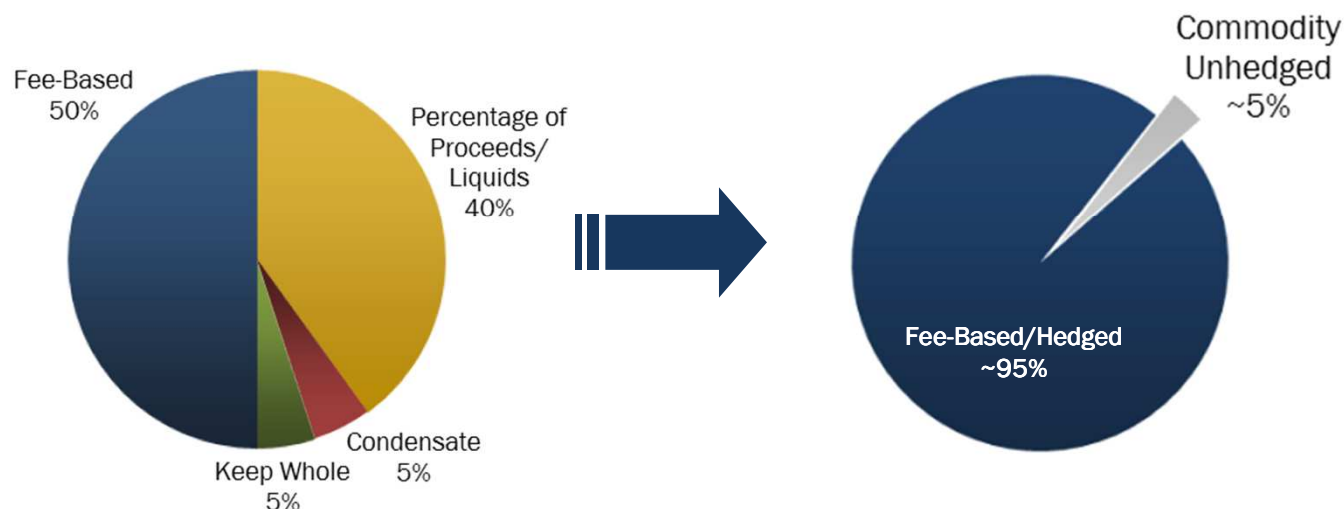 Fee-Based
50%
Percentage of
Proceeds/
Liquids
40%
Condensate
5%
Keep Whole
5%
Commodity
Unhedged
~5%
Fee-Based/Hedged
~95%